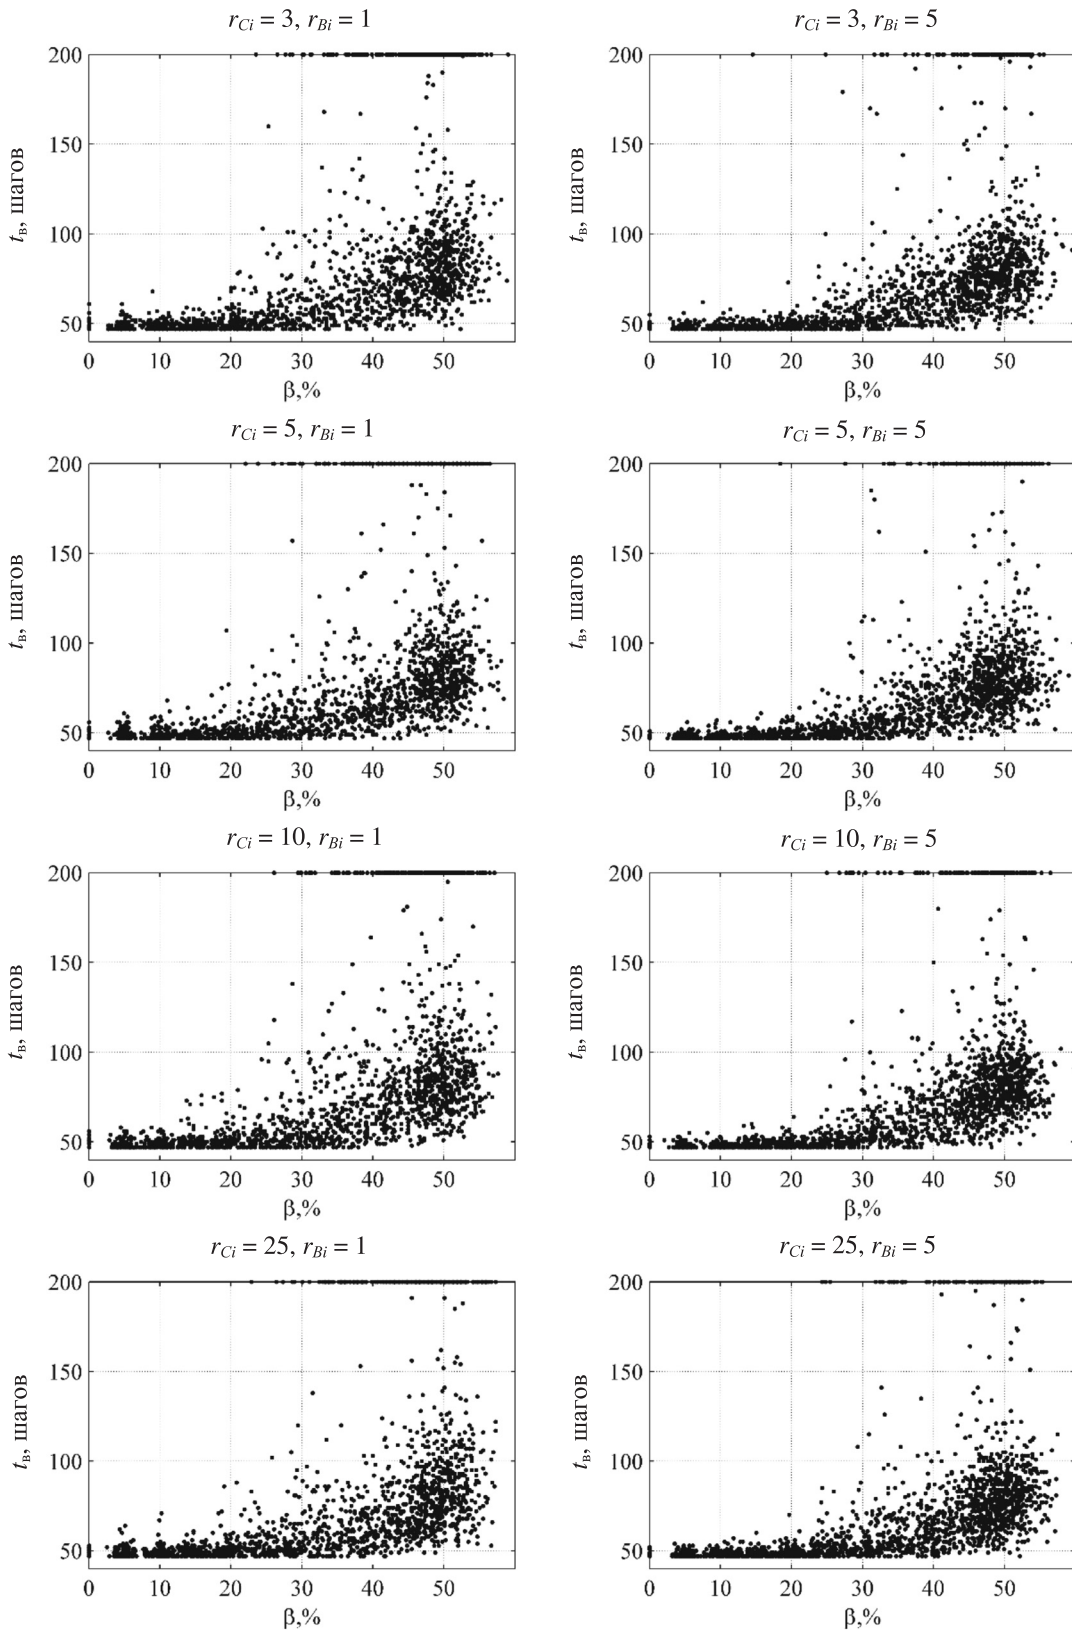 r_Ci = 3, r_Bi = 1
200
150
100
50
t_в, шагов
0 10 20 30 40 50
β,%
r_Ci = 3, r_Bi = 5
200
150
100
50
t_в, шагов
0 10 20 30 40 50
β,%
r_Ci = 5, r_Bi = 1
200
150
100
50
t_в, шагов
0 10 20 30 40 50
β,%
r_Ci = 5, r_Bi = 5
200
150
100
50
t_в, шагов
0 10 20 30 40 50
β,%
r_Ci = 10, r_Bi = 1
200
150
100
50
t_в, шагов
0 10 20 30 40 50
β,%
r_Ci = 10, r_Bi = 5
200
150
100
50
t_в, шагов
0 10 20 30 40 50
β,%
r_Ci = 25, r_Bi = 1
200
150
100
50
t_в, шагов
0 10 20 30 40 50
β,%
r_Ci = 25, r_Bi = 5
200
150
100
50
t_в, шагов
0 10 20 30 40 50
β,%